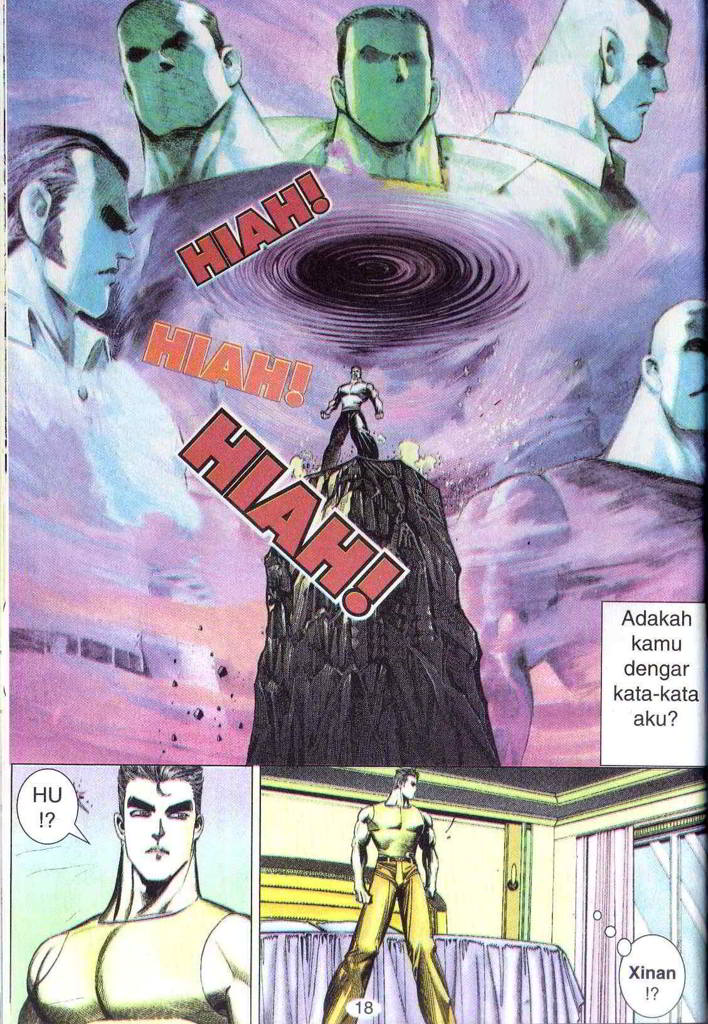 HIAH!
HIAH!
HIAH!
Adakah
kamu
dengar
kata-kata
aku?
HU
!?
Xinan
!?
18